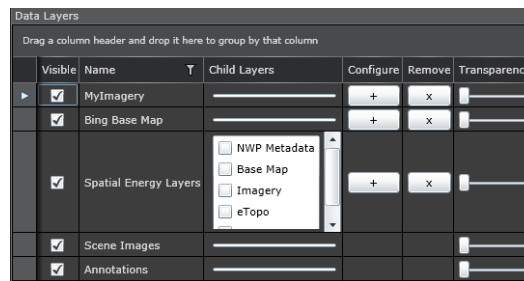 Data Layers
Drag a column header and drop it here to group by that column
Visible Name Child Layers Configure Remove Transparenc
MyImagery + x
Bing Base Map + x
NWP Metadata
Base Map
Spatial Energy Layers + x
Imagery
eTopo
Scene Images
Annotations